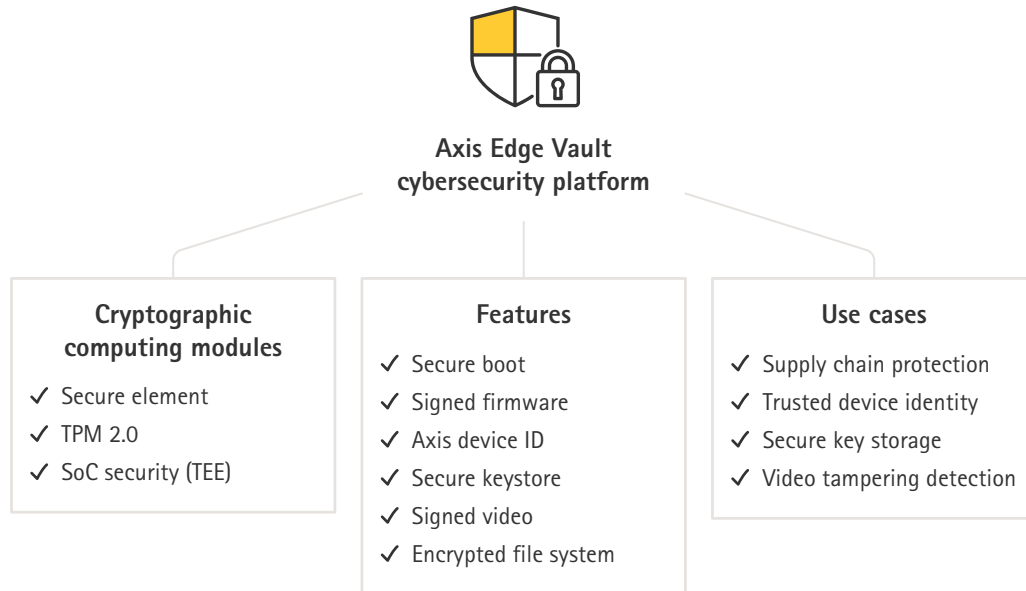 Axis Edge Vault
cybersecurity platform
Cryptographic
computing modules
Secure element
TPM 2.0
SoC security (TEE)
Features
Secure boot
Signed firmware
Axis device ID
Secure keystore
Signed video
Encrypted file system
Use cases
Supply chain protection
Trusted device identity
Secure key storage
Video tampering detection